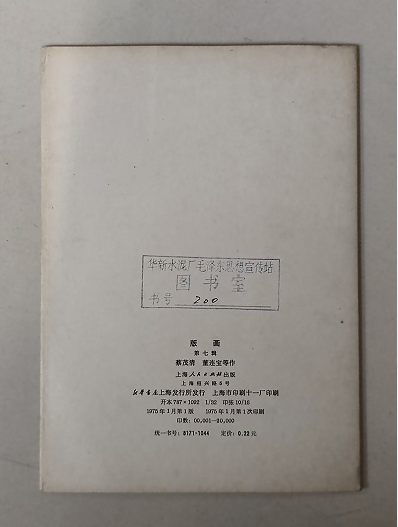 华新水泥厂毛泽东思想宣传站
图书室
书号 200
版画
第七辑
蔡茂清 董连宝等作
上海人民出版社出版
上海绍兴路5号
新华书店上海发行所发行 上海市印刷十一厂印刷
开本787×1092 1/32 印张10/16
1975年1月第1版 1975年1月第1次印刷
印数:00,001—20,000
统一书号:8171·1044 定价:0.22元